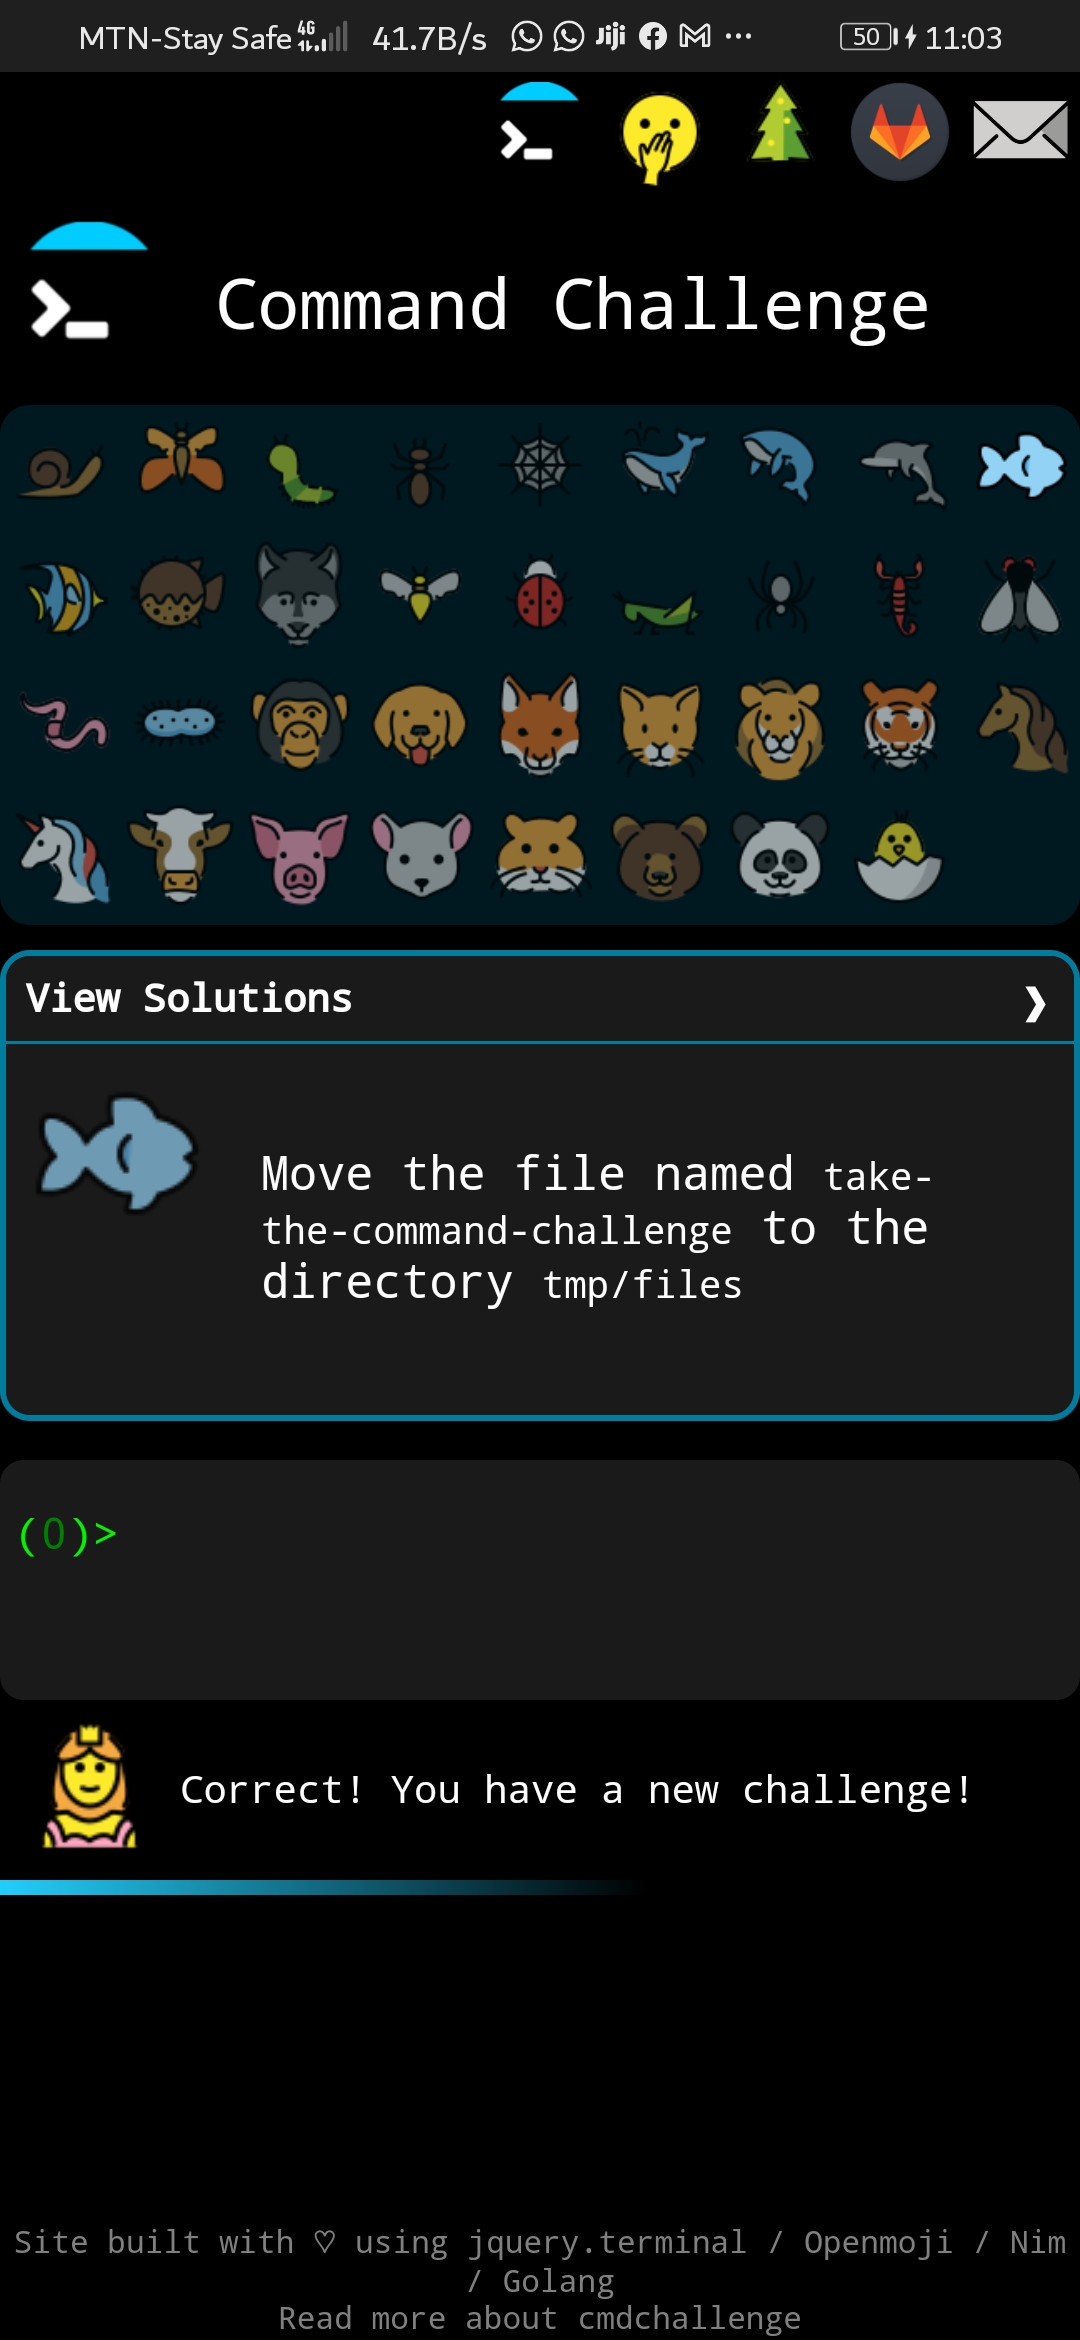 MTN-Stay Safe 4G 41.7B/s Jiji 50 11:03
Command Challenge
View Solutions ❯
Move the file named take-
the-command-challenge to the
directory tmp/files
(0)>
Correct! You have a new challenge!
Site built with ♡ using jquery.terminal / Openmoji / Nim
/ Golang
Read more about cmdchallenge